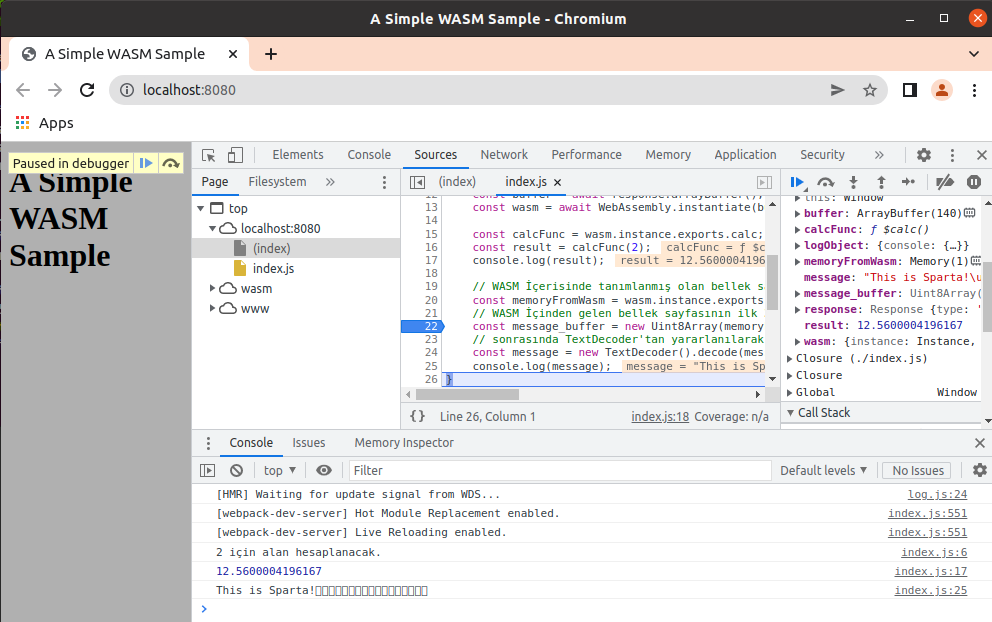 A Simple WASM Sample - Chromium
A Simple WASM Sample
localhost:8080
Apps
Paused in debugger
A Simple
WASM
Sample
Elements Console Sources Network Performance Memory Application Security »
Page Filesystem »
(index) index.js
top
localhost:8080
(index)
index.js
wasm
www
13 const wasm = await WebAssembly.instantiate(b
14
15 const calcFunc = wasm.instance.exports.calc;
16 const result = calcFunc(2); calcFunc = ƒ $c
17 console.log(result); result = 12.5600004196
18
19 // WASM İçerisinde tanımlanmış olan bellek s
20 const memoryFromWasm = wasm.instance.exports
21 // WASM İçinden gelen bellek sayfasının ilk
22 const message_buffer = new Uint8Array(memory
23 // sonrasında TextDecoder'tan yararlanılarak
24 const message = new TextDecoder().decode(mes
25 console.log(message); message = "This is Sp
26 }
{} Line 26, Column 1 index.js:18 Coverage: n/a
this: Window
buffer: ArrayBuffer(140)
calcFunc: ƒ $calc()
logObject: {console: {…}}
memoryFromWasm: Memory(1)
message: "This is Sparta!\u
message_buffer: Uint8Array(
response: Response {type: '
result: 12.5600004196167
wasm: {instance: Instance,
Closure (./index.js)
Closure
Global Window
Call Stack
Console Issues Memory Inspector
top Filter Default levels No Issues
[HMR] Waiting for update signal from WDS... log.js:24
[webpack-dev-server] Hot Module Replacement enabled. index.js:551
[webpack-dev-server] Live Reloading enabled. index.js:551
2 için alan hesaplanacak. index.js:6
12.5600004196167 index.js:17
This is Sparta! index.js:25